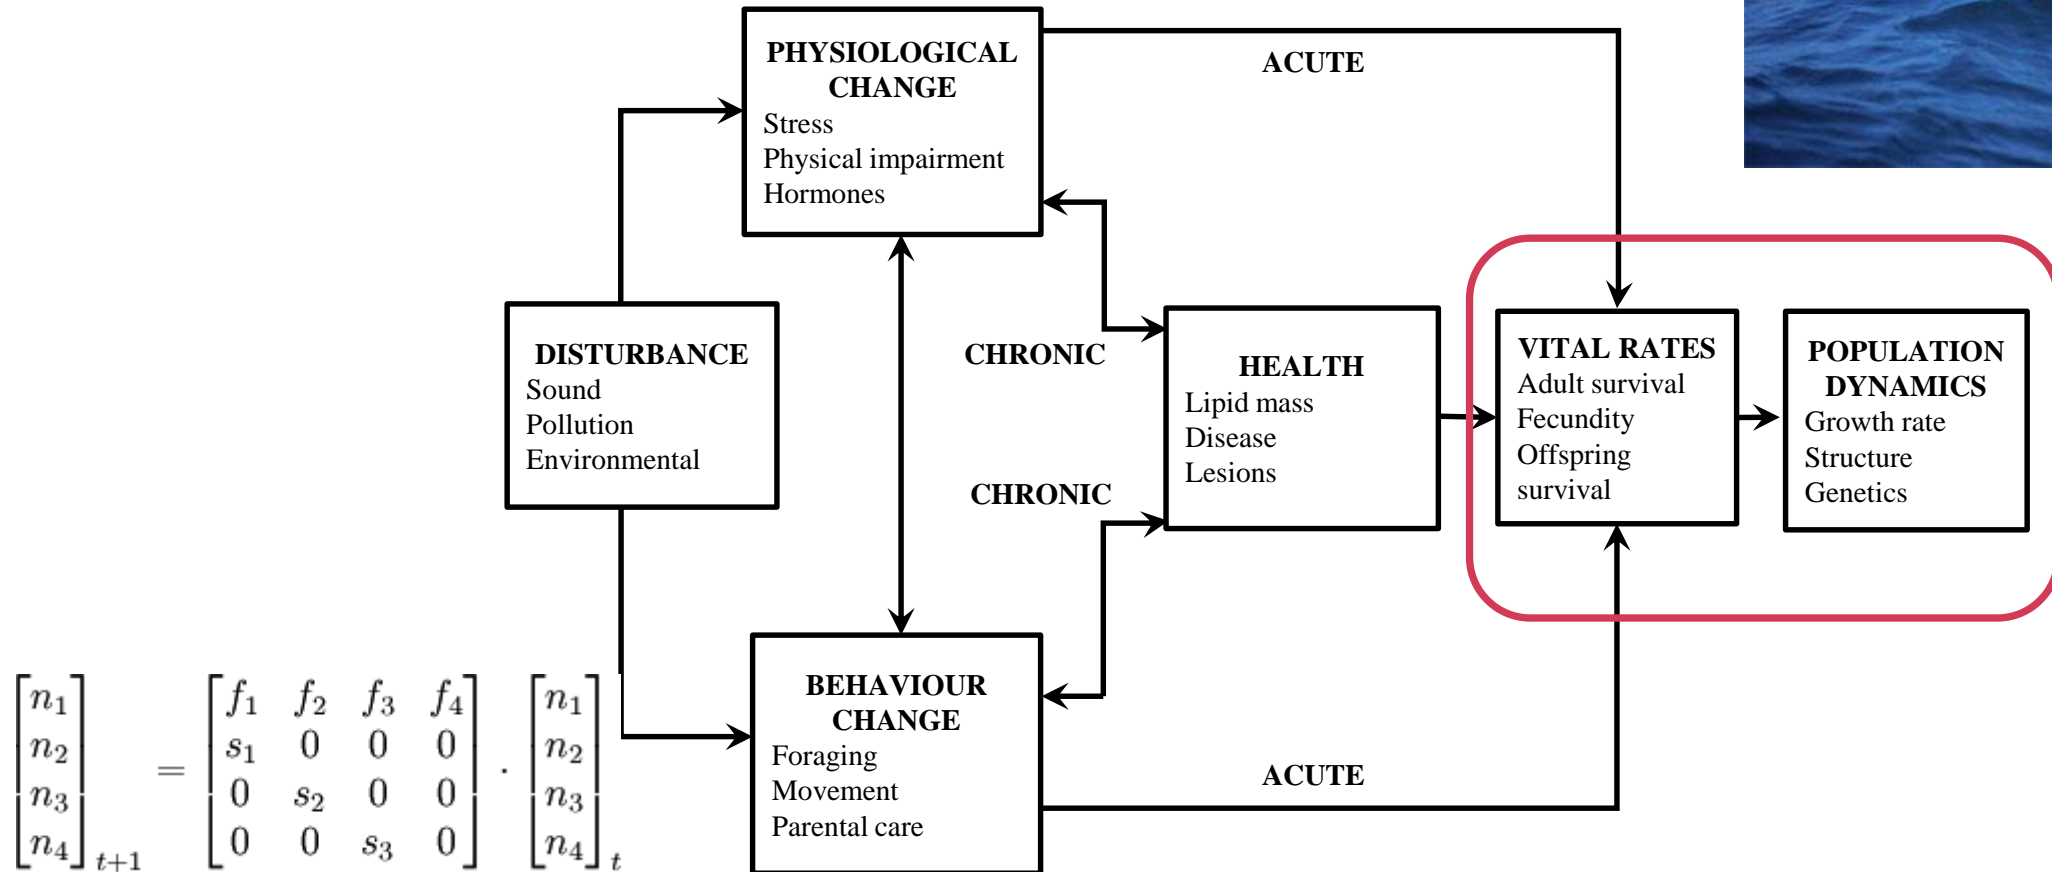 PHYSIOLOGICAL
CHANGE
Stress
Physical impairment
Hormones
ACUTE
DISTURBANCE
Sound
Pollution
Environmental
CHRONIC
CHRONIC
HEALTH
Lipid mass
Disease
Lesions
VITAL RATES
Adult survival
Fecundity
Offspring
survival
POPULATION
DYNAMICS
Growth rate
Structure
Genetics
BEHAVIOUR
CHANGE
Foraging
Movement
Parental care
ACUTE
[n₁] [f₁ f₂ f₃ f₄] [n₁]
[n₂] [s₁ 0 0 0] [n₂]
= ·
[n₃] [0 s₂ 0 0] [n₃]
[n₄]ₜ₊₁ [0 0 s₃ 0] [n₄]ₜ